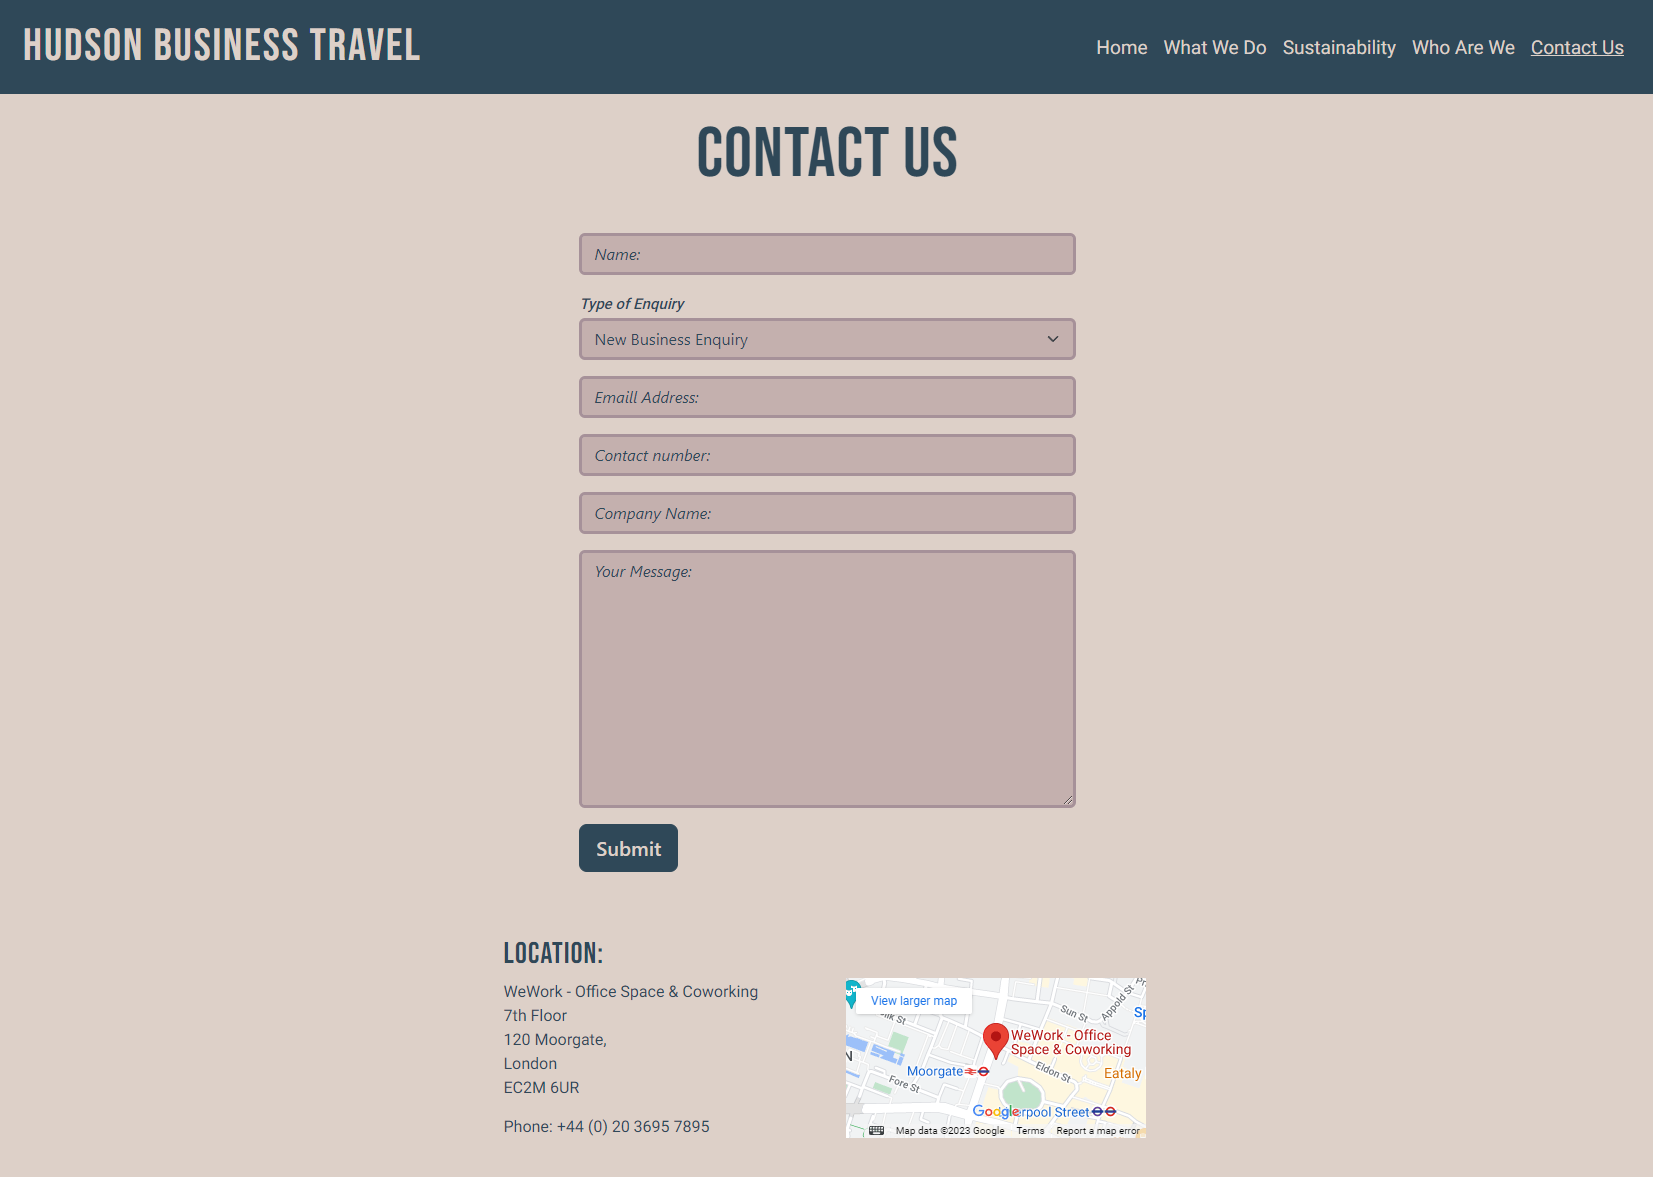 HUDSON BUSINESS TRAVEL
Home What We Do Sustainability Who Are We Contact Us
CONTACT US
Name:
Type of Enquiry
New Business Enquiry
Emaill Address:
Contact number:
Company Name:
Your Message:
Submit
LOCATION:
WeWork - Office Space & Coworking
7th Floor
120 Moorgate,
London
EC2M 6UR
Phone: +44 (0) 20 3695 7895
View larger map
Sun St
Appold St
WeWork - Office
Space & Coworking
Moorgate
Eldon St
Eataly
Fore St
Google
erpool Street
Map data ©2023 Google Terms Report a map error